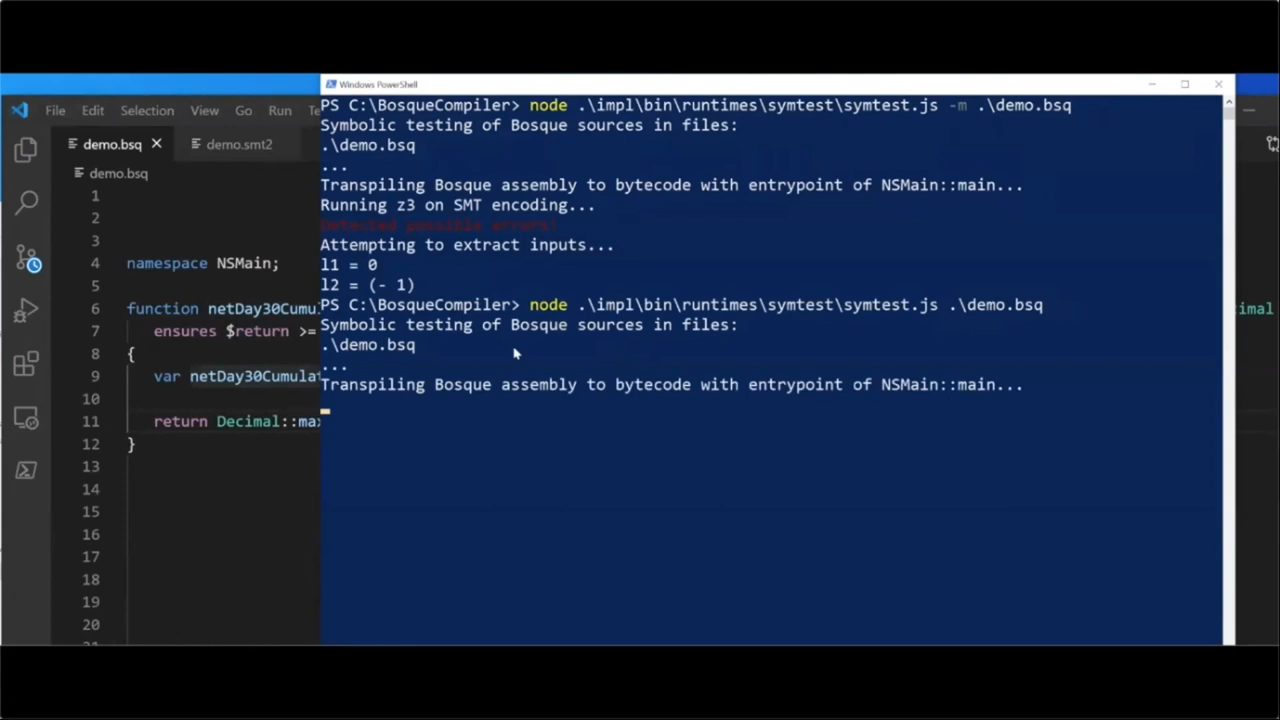 Windows PowerShell
PS C:\BosqueCompiler> node .\impl\bin\runtimes\symtest\symtest.js -m .\demo.bsq
Symbolic testing of Bosque sources in files:
.\demo.bsq
...
Transpiling Bosque assembly to bytecode with entrypoint of NSMain::main...
Running z3 on SMT encoding...
Detected possible errors!
Attempting to extract inputs...
l1 = 0
l2 = (- 1)
PS C:\BosqueCompiler> node .\impl\bin\runtimes\symtest\symtest.js .\demo.bsq
Symbolic testing of Bosque sources in files:
.\demo.bsq
...
Transpiling Bosque assembly to bytecode with entrypoint of NSMain::main...
File Edit Selection View Go Run Te
demo.bsq demo.smt2
demo.bsq
1
2
3
4 namespace NSMain;
5
6 function netDay30Cumu
7 ensures $return >=
8 {
9 var netDay30Cumulat
10
11 return Decimal::max
12 }
13
14
15
16
17
18
19
20
imal